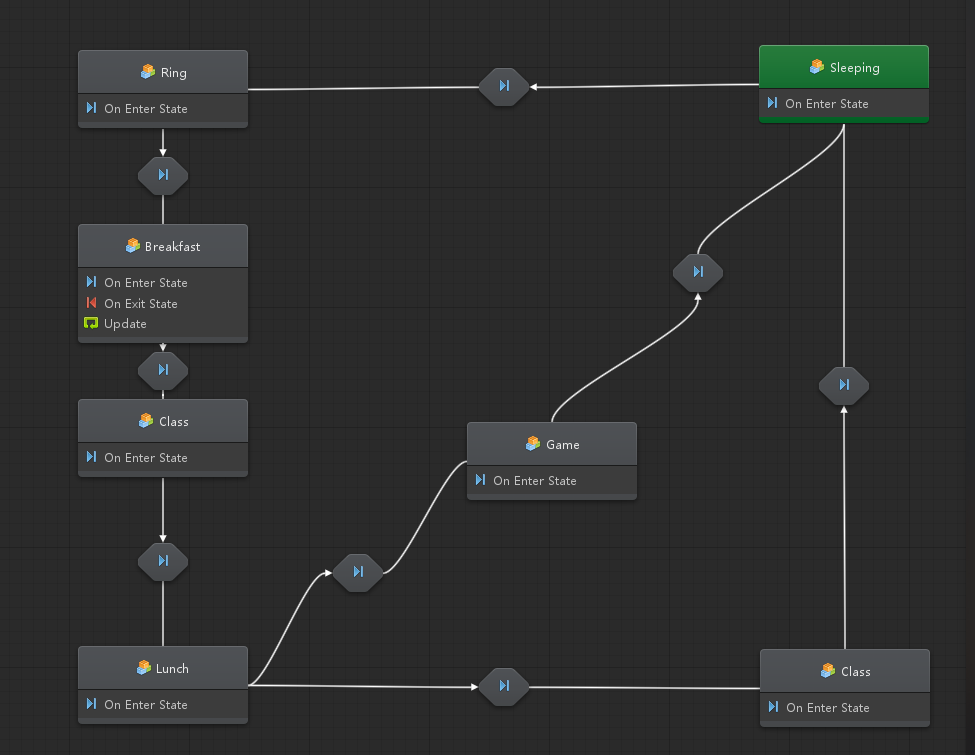 Ring
On Enter State
Sleeping
On Enter State
Breakfast
On Enter State
On Exit State
Update
Class
On Enter State
Game
On Enter State
Lunch
On Enter State
Class
On Enter State